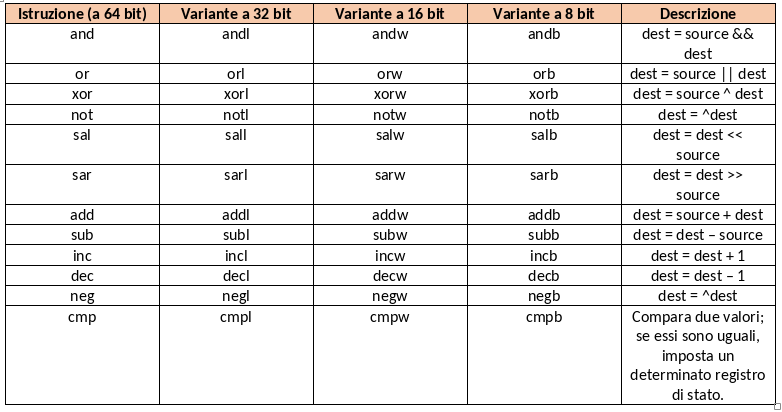 Istruzione (a 64 bit) Variante a 32 bit Variante a 16 bit Variante a 8 bit Descrizione
and andl andw andb dest = source &&
dest
or orl orw orb dest = source || dest
xor xorl xorw xorb dest = source ^ dest
not notl notw notb dest = ^dest
sal sall salw salb dest = dest <<
source
sar sarl sarw sarb dest = dest >>
source
add addl addw addb dest = source + dest
sub subl subw subb dest = dest – source
inc incl incw incb dest = dest + 1
dec decl decw decb dest = dest – 1
neg negl negw negb dest = ^dest
cmp cmpl cmpw cmpb Compara due valori;
se essi sono uguali,
imposta un
determinato registro
di stato.